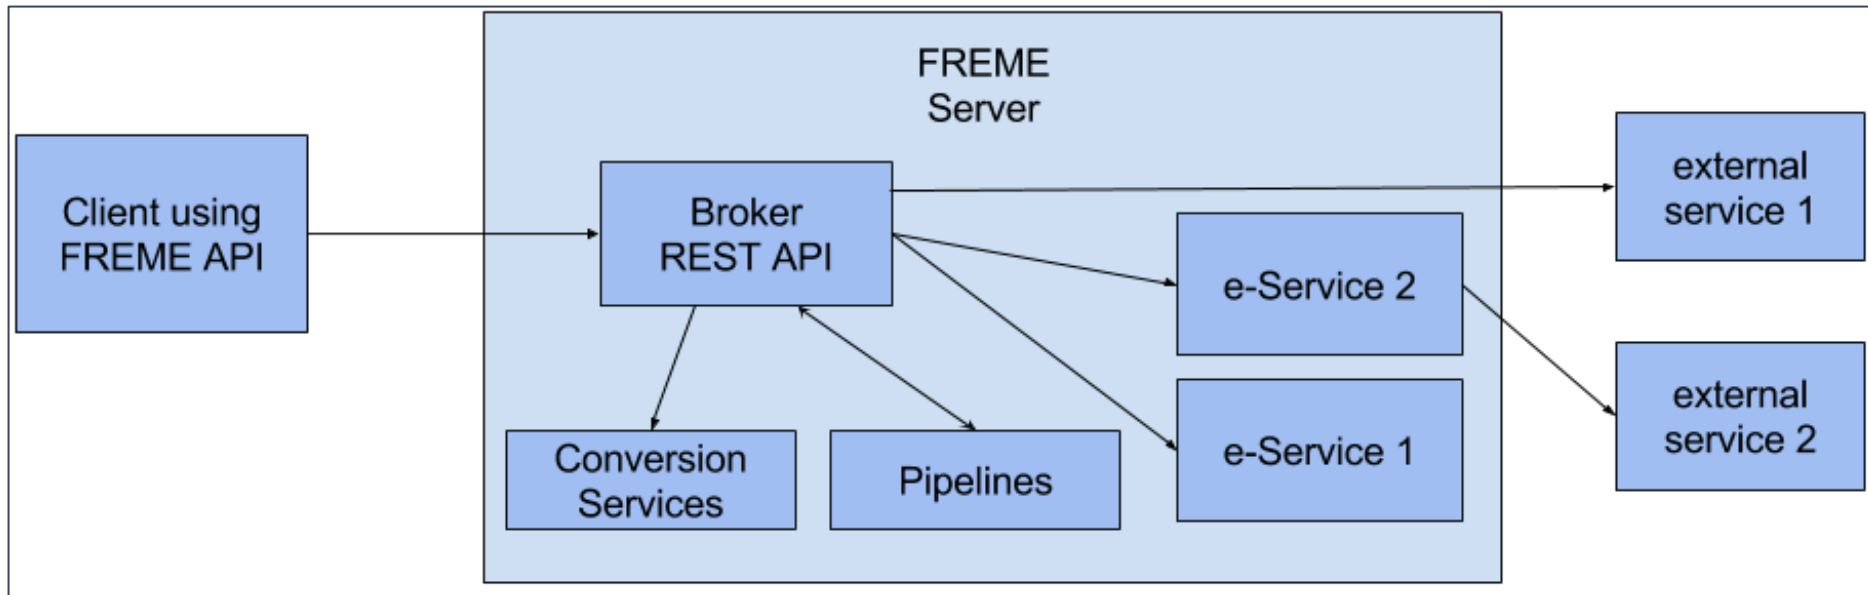 FREME
Server
Client using
FREME API
Broker
REST API
external
service 1
e-Service 2
external
service 2
e-Service 1
Conversion
Services
Pipelines